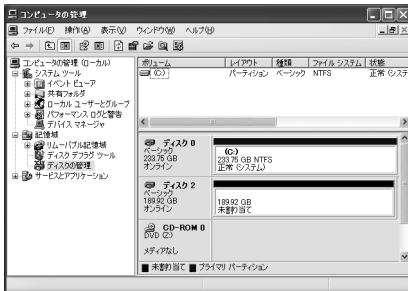 コンピュータの管理
ファイル(F) 操作(A) 表示(V) ウィンドウ(W) ヘルプ(H)
コンピュータの管理 (ローカル)
システム ツール
イベント ビューア
共有フォルダ
ローカル ユーザーとグループ
パフォーマンス ログと警告
デバイス マネージャ
記憶域
リムーバブル記憶域
ディスク デフラグ ツール
ディスクの管理
サービスとアプリケーション
ボリューム レイアウト 種類 ファイル システム 状態
(C:) パーティション ベーシック NTFS 正常 (システ
ディスク 0
ベーシック
233.75 GB
オンライン
(C:)
233.75 GB NTFS
正常 (システム)
ディスク 2
ベーシック
189.92 GB
オンライン
189.92 GB
未割り当て
CD-ROM 0
DVD (Z:)
メディアなし
未割り当て プライマリ パーティション